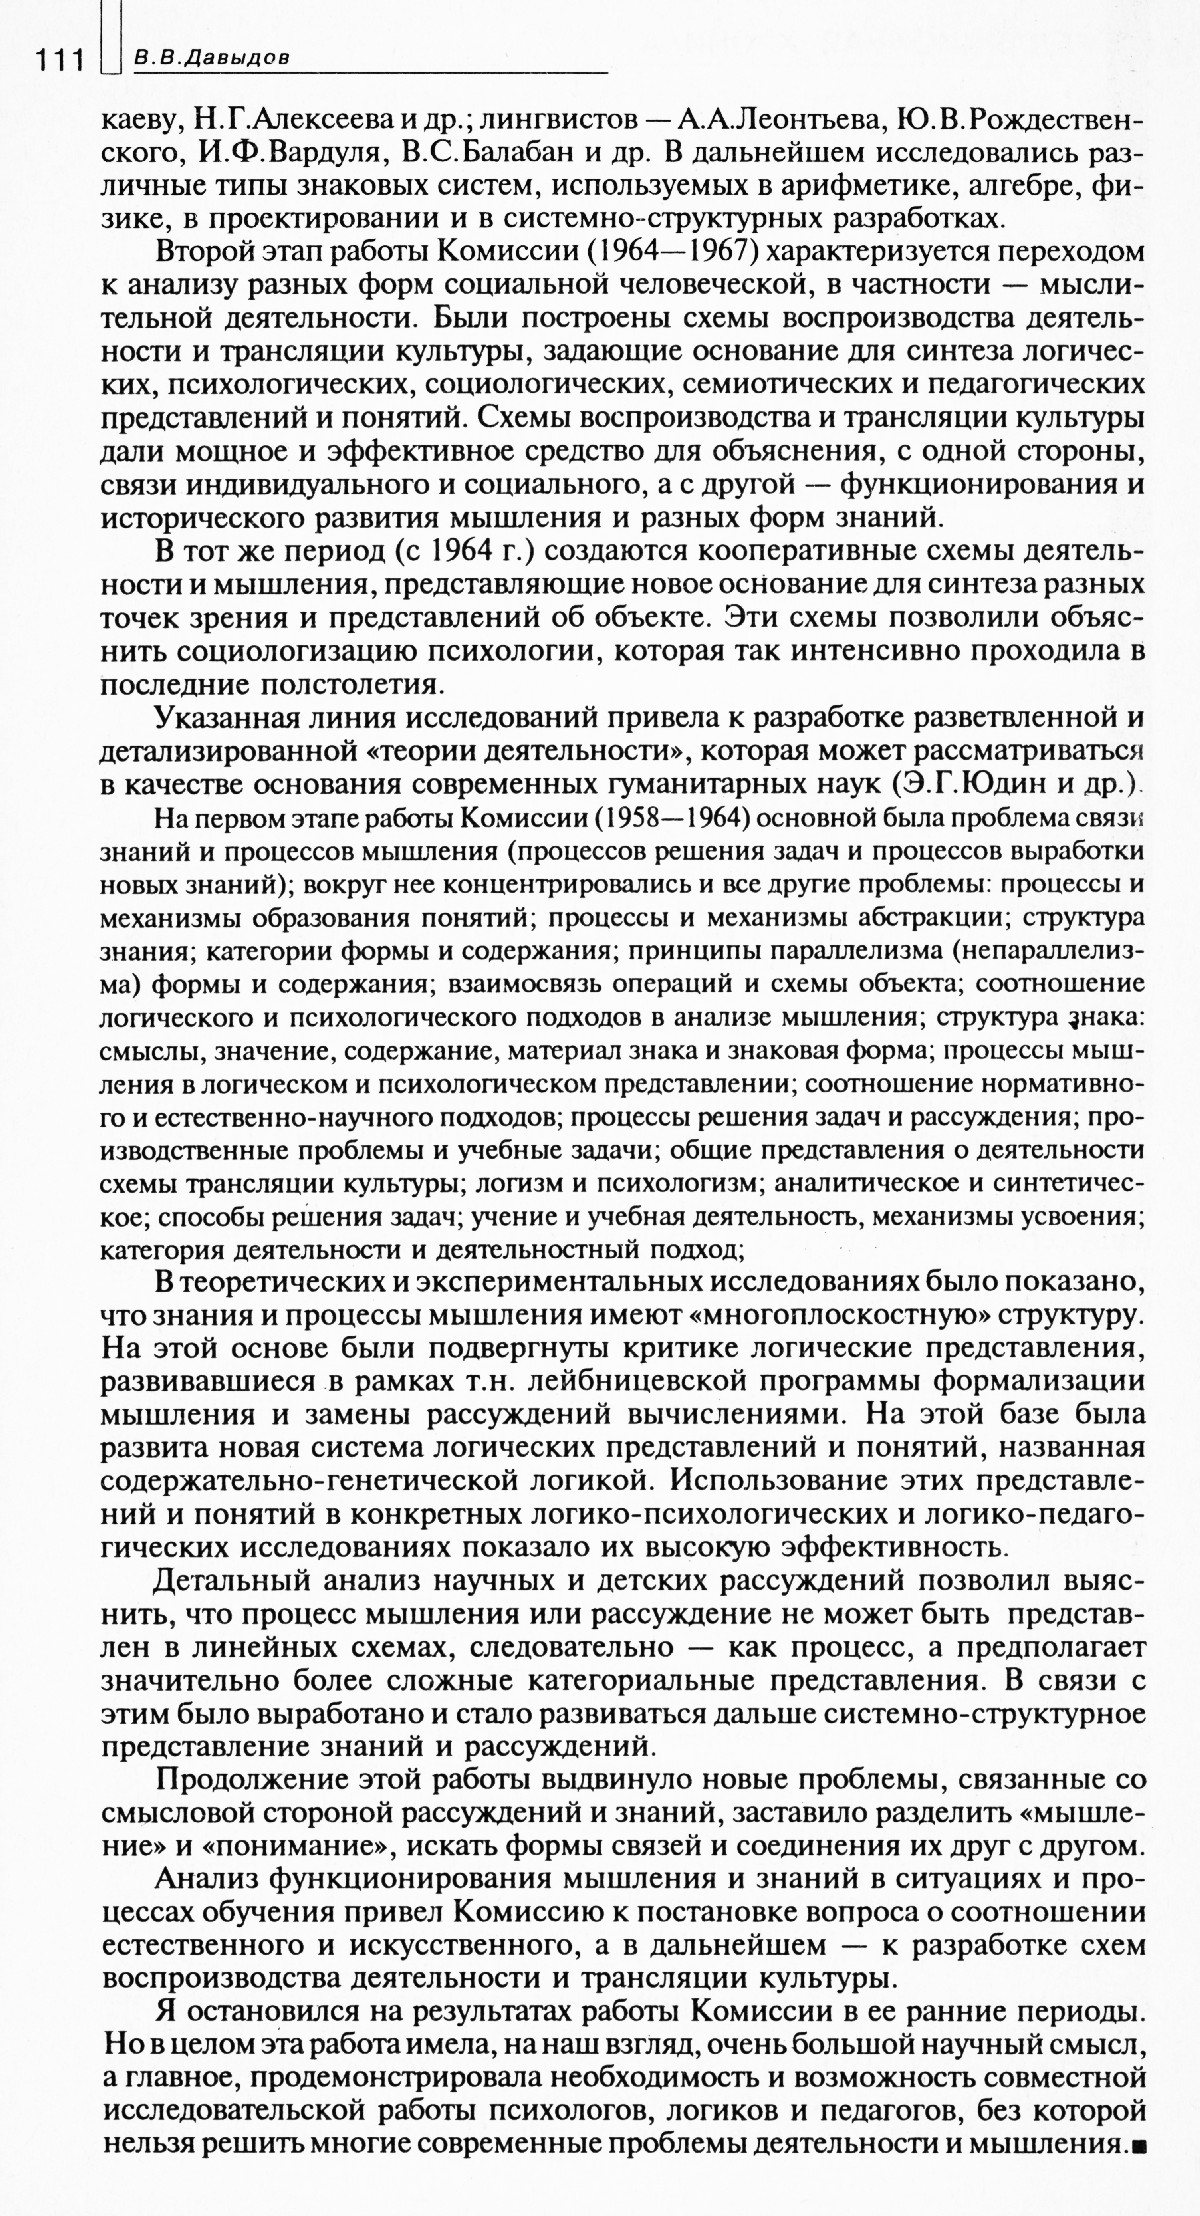 111
В.В.Давыдов
каеву, Н.Г.Алексеева и др.; лингвистов — А.А.Леонтьева, Ю.В.Рождествен-
ского, И.Ф.Вардуля, В.С.Балабан и др. В дальнейшем исследовались раз-
личные типы знаковых систем, используемых в арифметике, алгебре, фи-
зике, в проектировании и в системно-структурных разработках.
Второй этап работы Комиссии (1964—1967) характеризуется переходом
к анализу разных форм социальной человеческой, в частности — мысли-
тельной деятельности. Были построены схемы воспроизводства деятель-
ности и трансляции культуры, задающие основание для синтеза логичес-
ких, психологических, социологических, семиотических и педагогических
представлений и понятий. Схемы воспроизводства и трансляции культуры
дали мощное и эффективное средство для объяснения, с одной стороны,
связи индивидуального и социального, а с другой — функционирования и
исторического развития мышления и разных форм знаний.
В тот же период (с 1964 г.) создаются кооперативные схемы деятель-
ности и мышления, представляющие новое основание для синтеза разных
точек зрения и представлений об объекте. Эти схемы позволили объяс-
нить социологизацию психологии, которая так интенсивно проходила в
последние полстолетия.
Указанная линия исследований привела к разработке разветвленной и
детализированной «теории деятельности», которая может рассматриваться
в качестве основания современных гуманитарных наук (Э.Г.Юдин и др.).
На первом этапе работы Комиссии (1958—1964) основной была проблема связи
знаний и процессов мышления (процессов решения задач и процессов выработки
новых знаний); вокруг нее концентрировались и все другие проблемы: процессы и
механизмы образования понятий; процессы и механизмы абстракции; структура
знания; категории формы и содержания; принципы параллелизма (непараллелиз-
ма) формы и содержания; взаимосвязь операций и схемы объекта; соотношение
логического и психологического подходов в анализе мышления; структура знака:
смыслы, значение, содержание, материал знака и знаковая форма; процессы мыш-
ления в логическом и психологическом представлении; соотношение нормативно-
го и естественно-научного подходов; процессы решения задач и рассуждения; про-
изводственные проблемы и учебные задачи; общие представления о деятельности
схемы трансляции культуры; логизм и психологизм; аналитическое и синтетичес-
кое; способы решения задач; учение и учебная деятельность, механизмы усвоения;
категория деятельности и деятельностный подход;
В теоретических и экспериментальных исследованиях было показано,
что знания и процессы мышления имеют «многоплоскостную» структуру.
На этой основе были подвергнуты критике логические представления,
развивавшиеся в рамках т.н. лейбницевской программы формализации
мышления и замены рассуждений вычислениями. На этой базе была
развита новая система логических представлений и понятий, названная
содержательно-генетической логикой. Использование этих представле-
ний и понятий в конкретных логико-психологических и логико-педаго-
гических исследованиях показало их высокую эффективность.
Детальный анализ научных и детских рассуждений позволил выяс-
нить, что процесс мышления или рассуждение не может быть представ-
лен в линейных схемах, следовательно — как процесс, а предполагает
значительно более сложные категориальные представления. В связи с
этим было выработано и стало развиваться дальше системно-структурное
представление знаний и рассуждений.
Продолжение этой работы выдвинуло новые проблемы, связанные со
смысловой стороной рассуждений и знаний, заставило разделить «мышле-
ние» и «понимание», искать формы связей и соединения их друг с другом.
Анализ функционирования мышления и знаний в ситуациях и про-
цессах обучения привел Комиссию к постановке вопроса о соотношении
естественного и искусственного, а в дальнейшем — к разработке схем
воспроизводства деятельности и трансляции культуры.
Я остановился на результатах работы Комиссии в ее ранние периоды.
Но в целом эта работа имела, на наш взгляд, очень большой научный смысл,
а главное, продемонстрировала необходимость и возможность совместной
исследовательской работы психологов, логиков и педагогов, без которой
нельзя решить многие современные проблемы деятельности и мышления.■